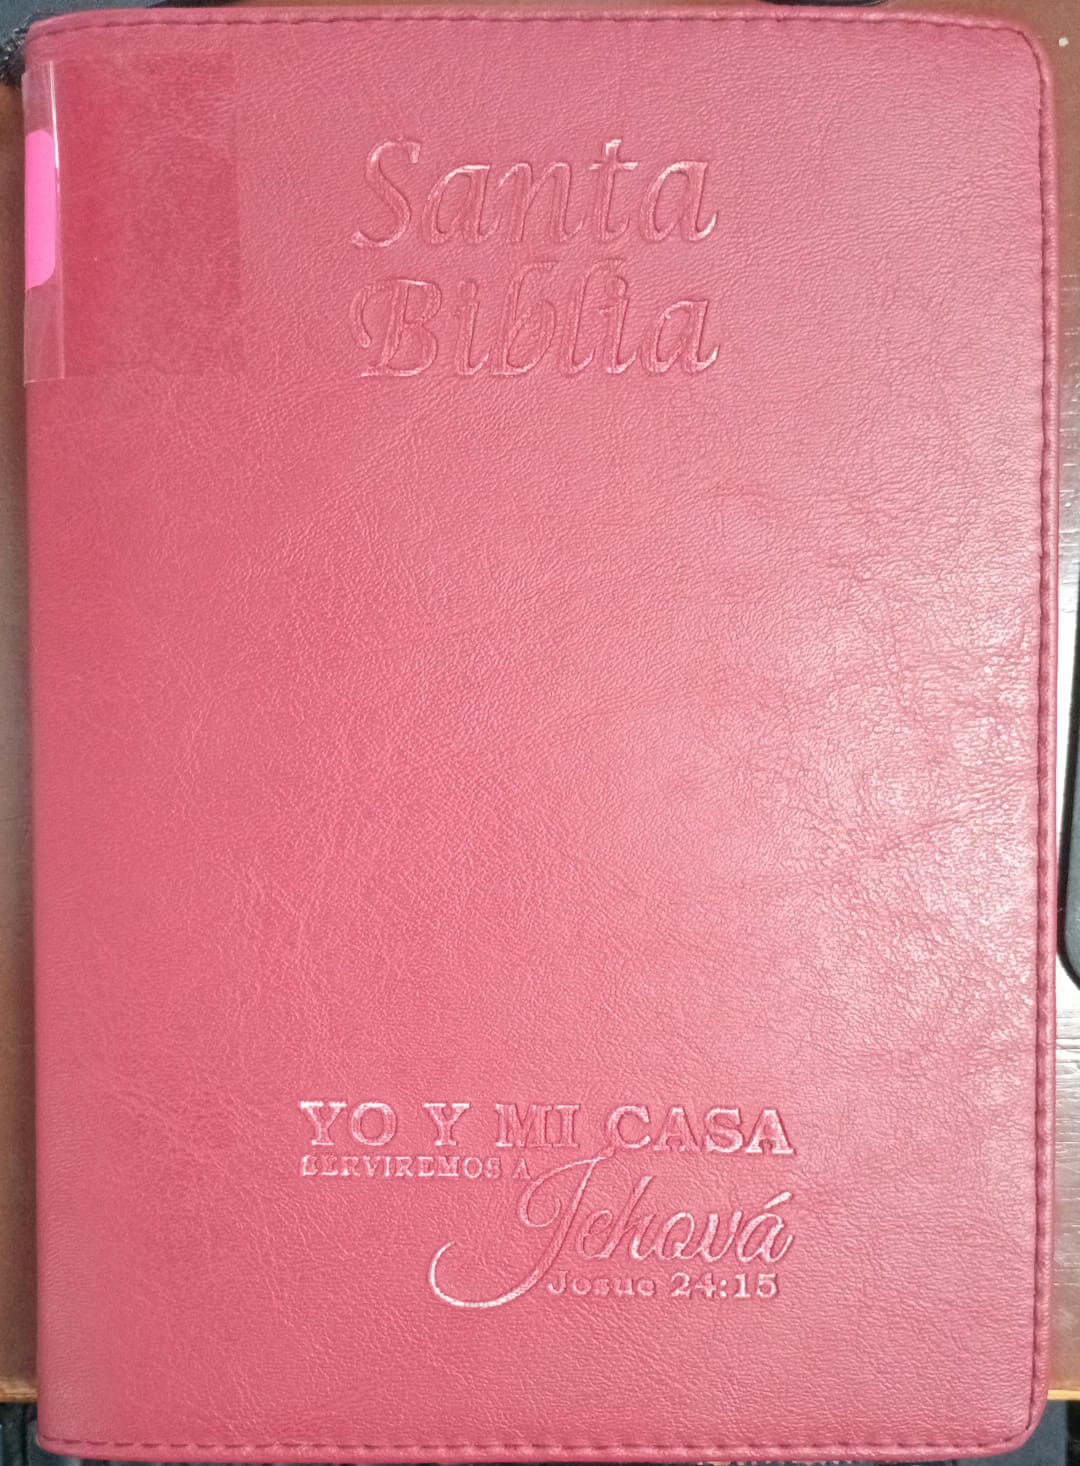 Santa
Biblia
YO Y MI CASA
SERVIREMOS A
Jehová
Josue 24:15